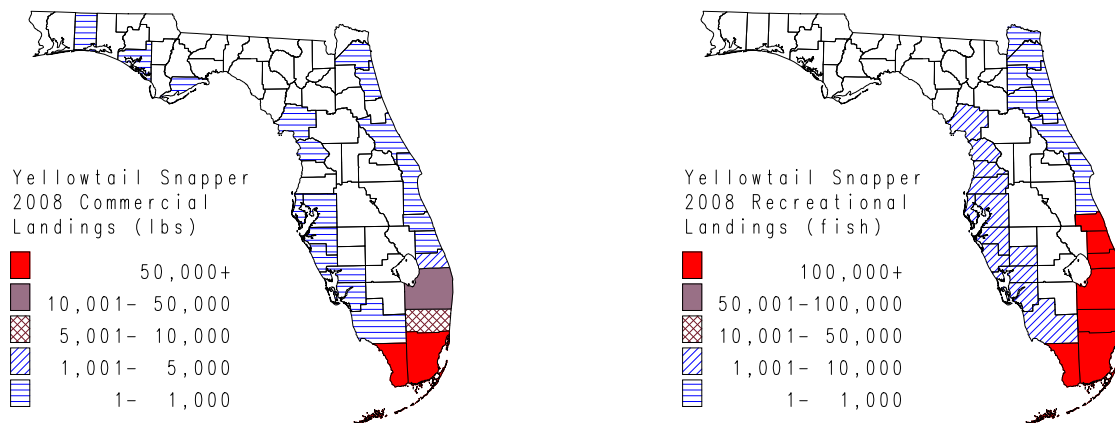 Yellowtail Snapper
2008 Commercial
Landings (lbs)
50,000+
10,001- 50,000
5,001- 10,000
1,001- 5,000
1- 1,000
Yellowtail Snapper
2008 Recreational
Landings (fish)
100,000+
50,001-100,000
10,001- 50,000
1,001- 10,000
1- 1,000